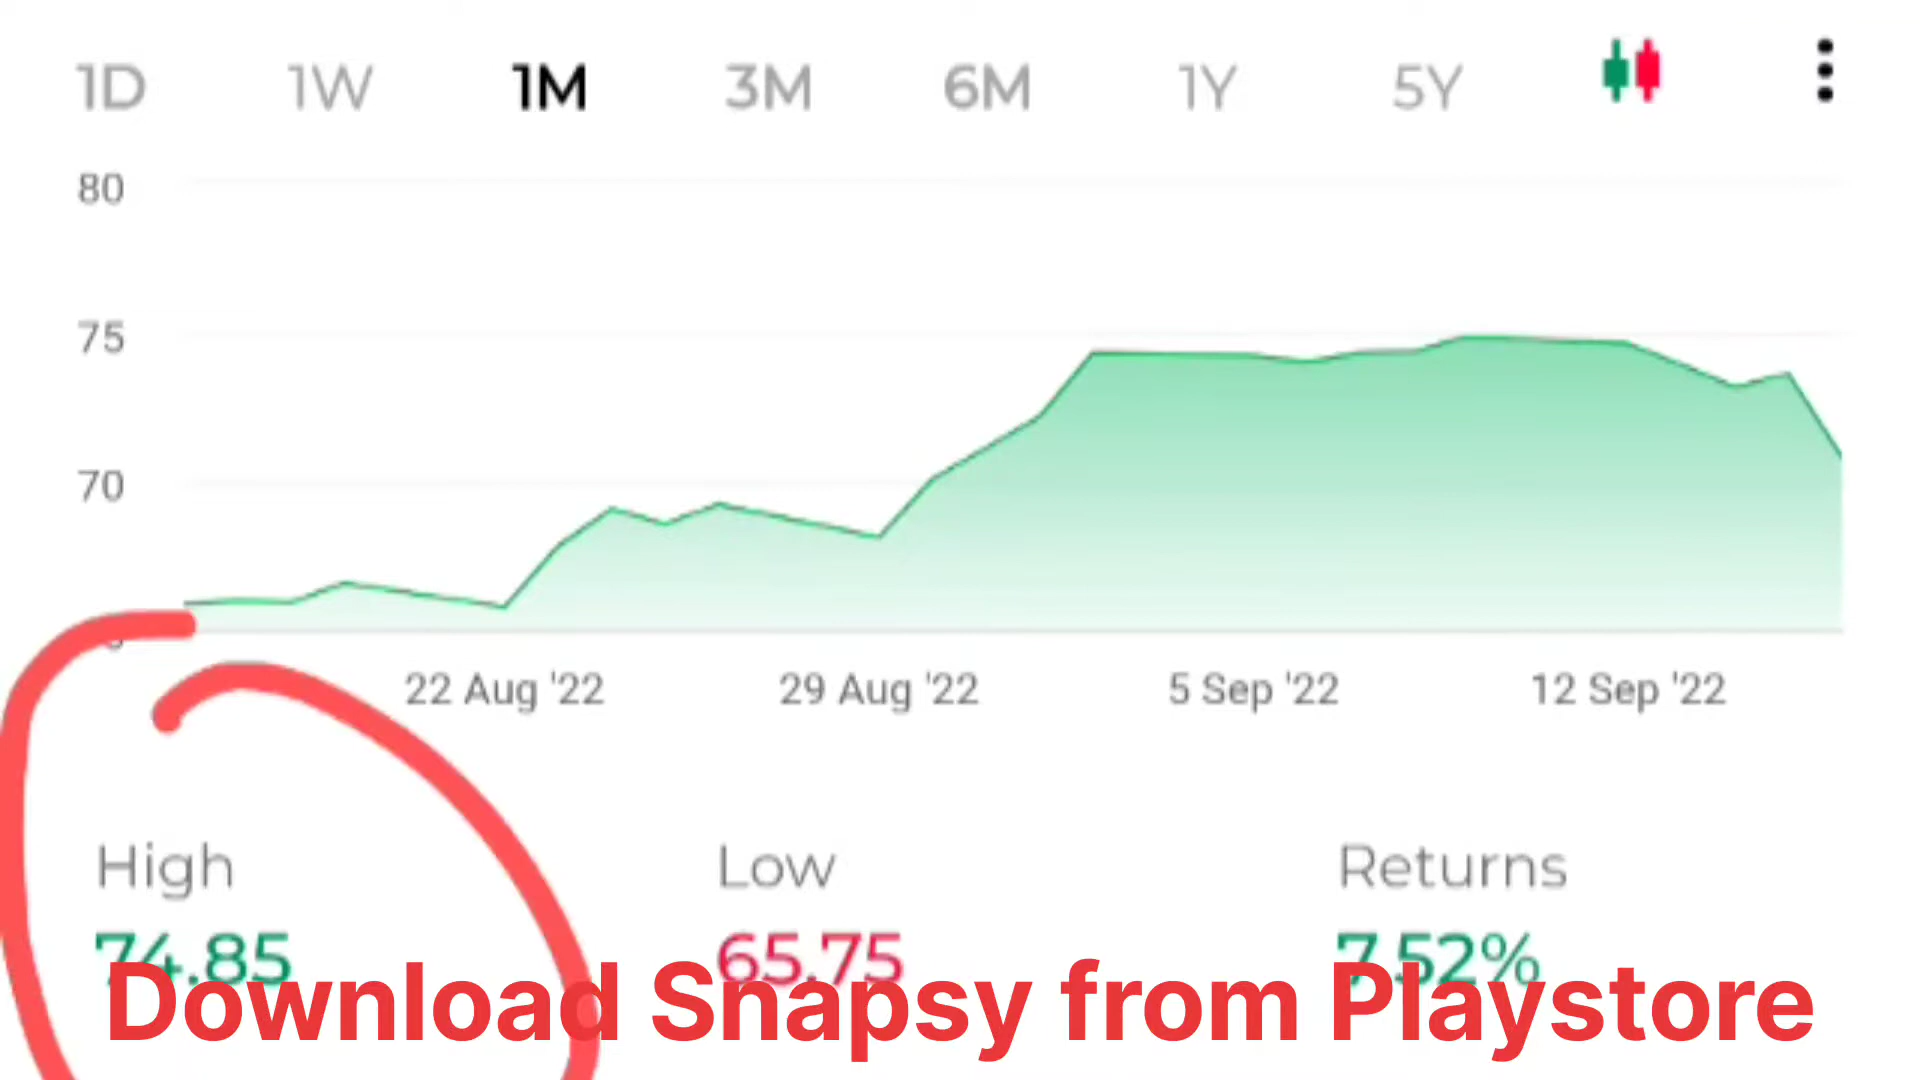 1D 1W 1M 3M 6M 1Y 5Y
80
75
70
22 Aug '22 29 Aug '22 5 Sep '22 12 Sep '22
High Low Returns
74.85 65.75 7.52%
Download Snapsy from Playstore